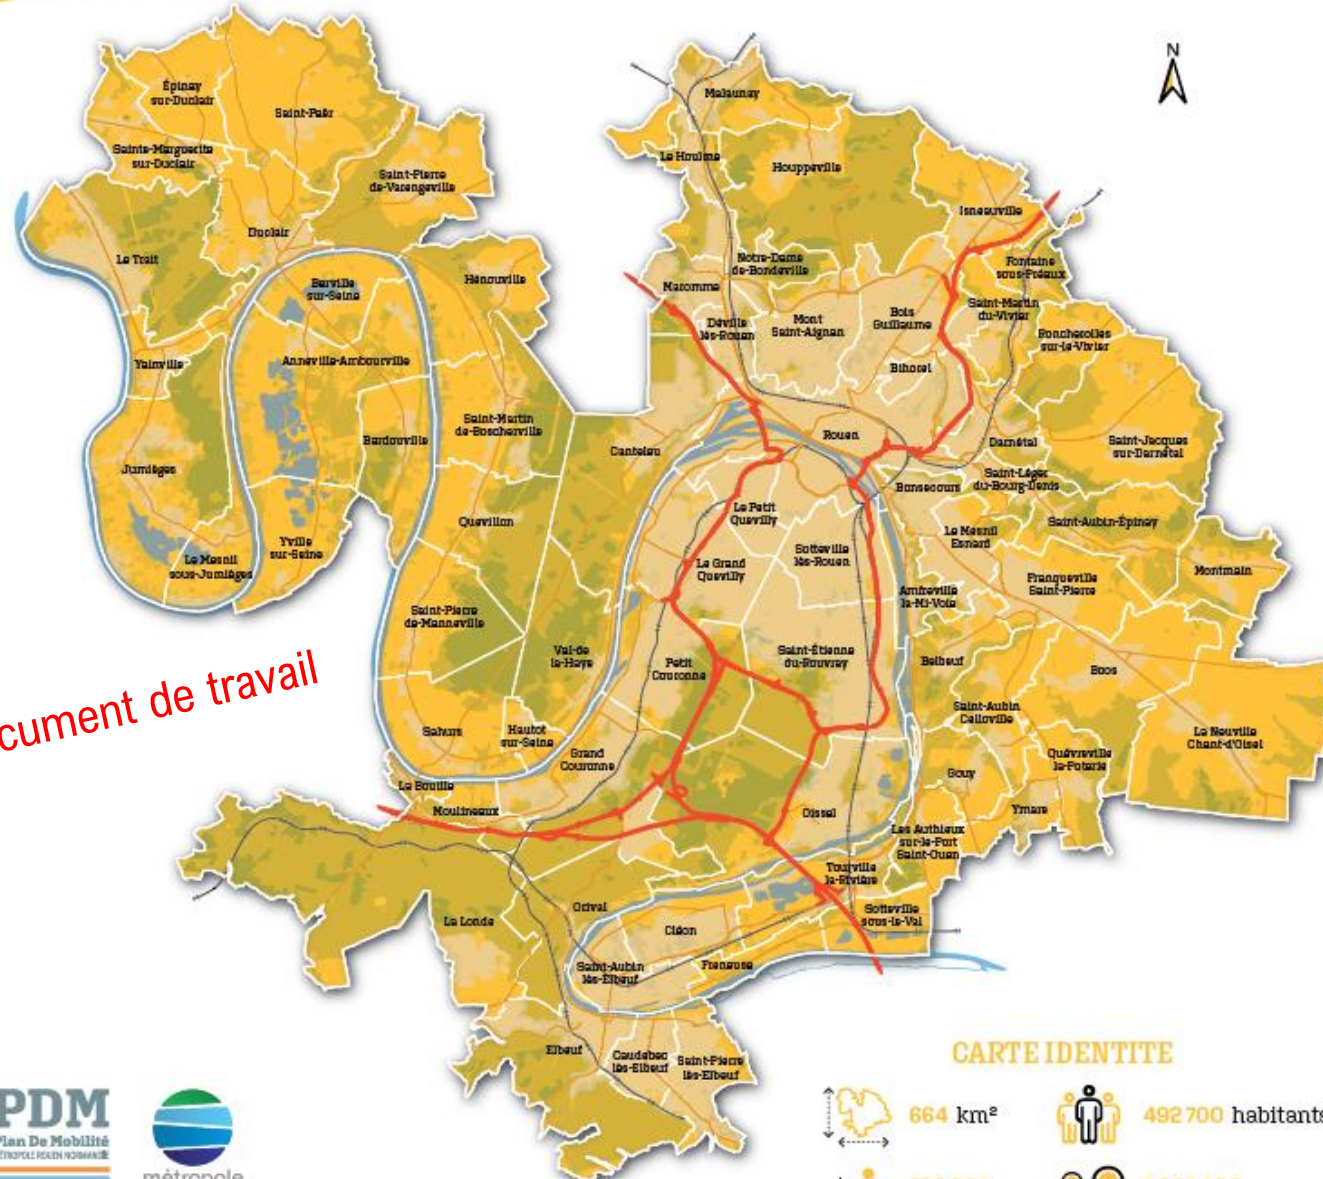 N
Malaunay
Épinay
sur-Duclair
Saint-Paër
Sainte-Marguerite
sur-Duclair
Saint-Pierre
de-Varengeville
Le Houlme
Houppeville
Isneauville
Duclair
Le Trait
Hénouville
Notre-Dame
de-Bondeville
Fontaine
sous-Préaux
Berville
sur-Seine
Maromme
Déville
lès-Rouen
Mont
Saint-Aignan
Bois
Guillaume
Saint-Martin
du-Vivier
Roncherolles
sur-le-Vivier
Yainville
Anneville-Ambourville
Bihorel
Bardouville
Saint-Martin
de-Boscherville
Canteleu
Rouen
Darnétal
Saint-Jacques
sur-Darnétal
Jumièges
Saint-Léger
du-Bourg-Denis
Bonsecours
Quevillon
Le Petit
Quevilly
Le Mesnil
Esnard
Saint-Aubin-Épinay
Yville
sur-Seine
Le Mesnil
sous-Jumièges
Sotteville
lès-Rouen
Le Grand
Quevilly
Montmain
Franqueville
Saint-Pierre
Amfreville
la-Mi-Voie
Saint-Pierre
de-Manneville
Val-de
la-Haye
Petit
Couronne
Saint-Étienne
du-Rouvray
Belbeuf
Boos
cument de travail
Saint-Aubin
Celloville
Sahurs
Hautot
sur-Seine
Grand
Couronne
La Neuville
Chant-d'Oisel
Quévreville
la-Poterie
Gouy
La Bouille
Moulineaux
Oissel
Ymare
Les Authieux
sur-le-Port
Saint-Ouen
Tourville
la-Rivière
Orival
La Londe
Sotteville
sous-le-Val
Cléon
Saint-Aubin
lès-Elbeuf
Freneuse
Elbeuf
Caudebec
lès-Elbeuf
Saint-Pierre
lès-Elbeuf
CARTE IDENTITE
664 km²
492 700 habitants
PDM
Plan De Mobilité
MÉTROPOLE ROUEN NORMANDIE
métropole